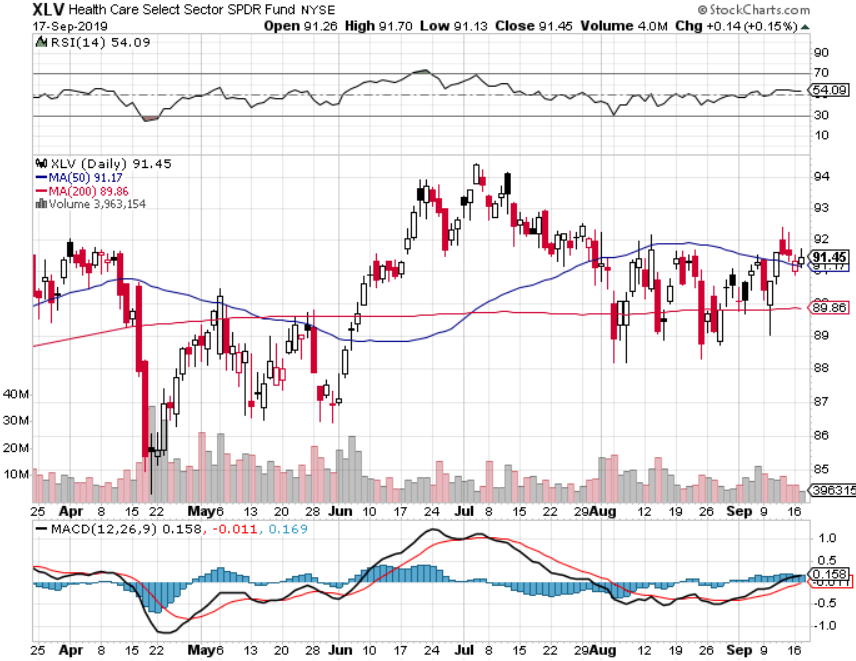 XLV Health Care Select Sector SPDR Fund NYSE © StockCharts.com
17-Sep-2019 Open 91.26 High 91.70 Low 91.13 Close 91.45 Volume 4.0M Chg +0.14 (+0.15%)
RSI(14) 54.09
90
70
54.09
30
10
XLV (Daily) 91.45
MA(50) 91.17
MA(200) 89.86
Volume 3,963,154
94
93
92
91.45
91.17
89.86
89
88
87
86
85
40M
30M
20M
10M
396315
25 Apr 8 15 22 May 6 13 20 28 Jun 10 17 24 Jul 8 15 22 29 Aug 12 19 26 Sep 9 16
MACD(12,26,9) 0.158, -0.011, 0.169
1.0
0.5
0.158
-0.5
-1.0
25 Apr 8 15 22 May 6 13 20 28 Jun 10 17 24 Jul 8 15 22 29 Aug 12 19 26 Sep 9 16